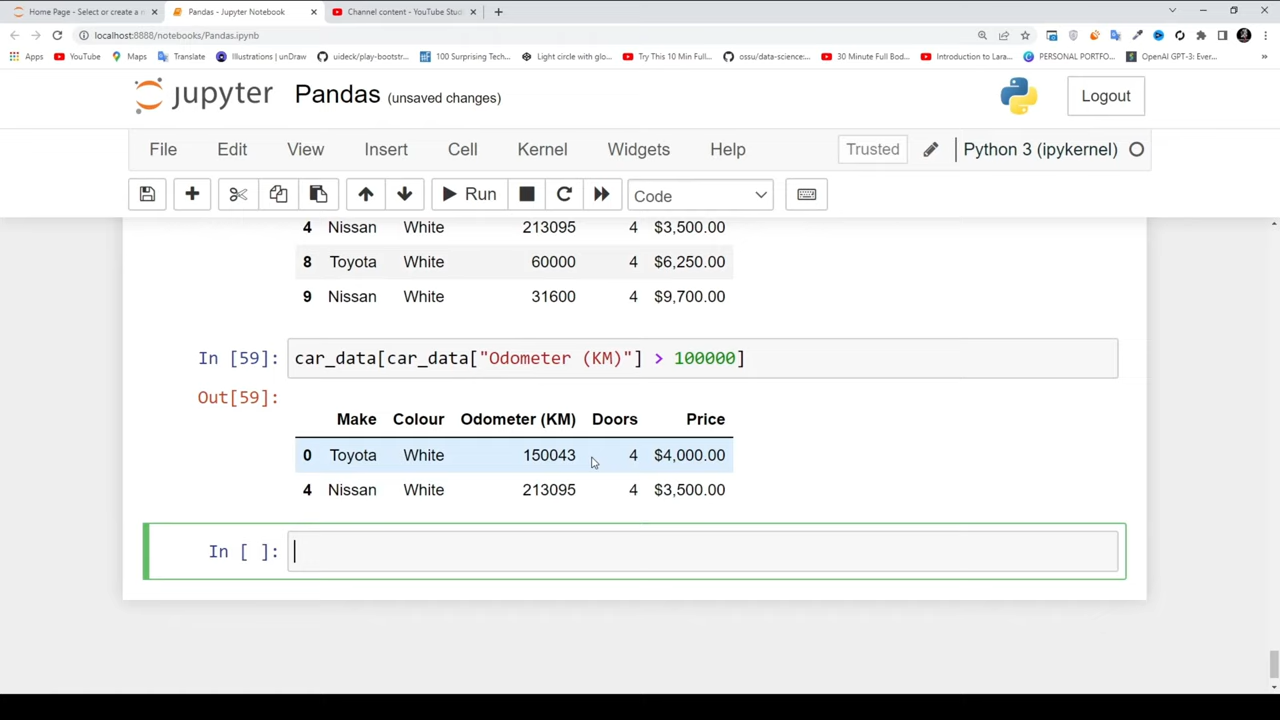 Home Page - Select or create a n
Pandas - Jupyter Notebook
Channel content - YouTube Stud
localhost:8888/notebooks/Pandas.ipynb
Apps YouTube Maps Translate Illustrations | unDraw uideck/play-bootstr... 100 Surprising Tech... Link circle with glo... Try This 10 Min Full... ossu/data-science:... 30 Minute Full Bod... Introduction to Lara... PERSONAL PORTFO... OpenAI GPT-3: Ever...
jupyter Pandas (unsaved changes) Logout
File Edit View Insert Cell Kernel Widgets Help Trusted Python 3 (ipykernel)
Run Code
4 Nissan White 213095 4 $3,500.00
8 Toyota White 60000 4 $6,250.00
9 Nissan White 31600 4 $9,700.00
In [59]: car_data[car_data["Odometer (KM)"] > 100000]
Out[59]:
Make Colour Odometer (KM) Doors Price
0 Toyota White 150043 4 $4,000.00
4 Nissan White 213095 4 $3,500.00
In [ ]: